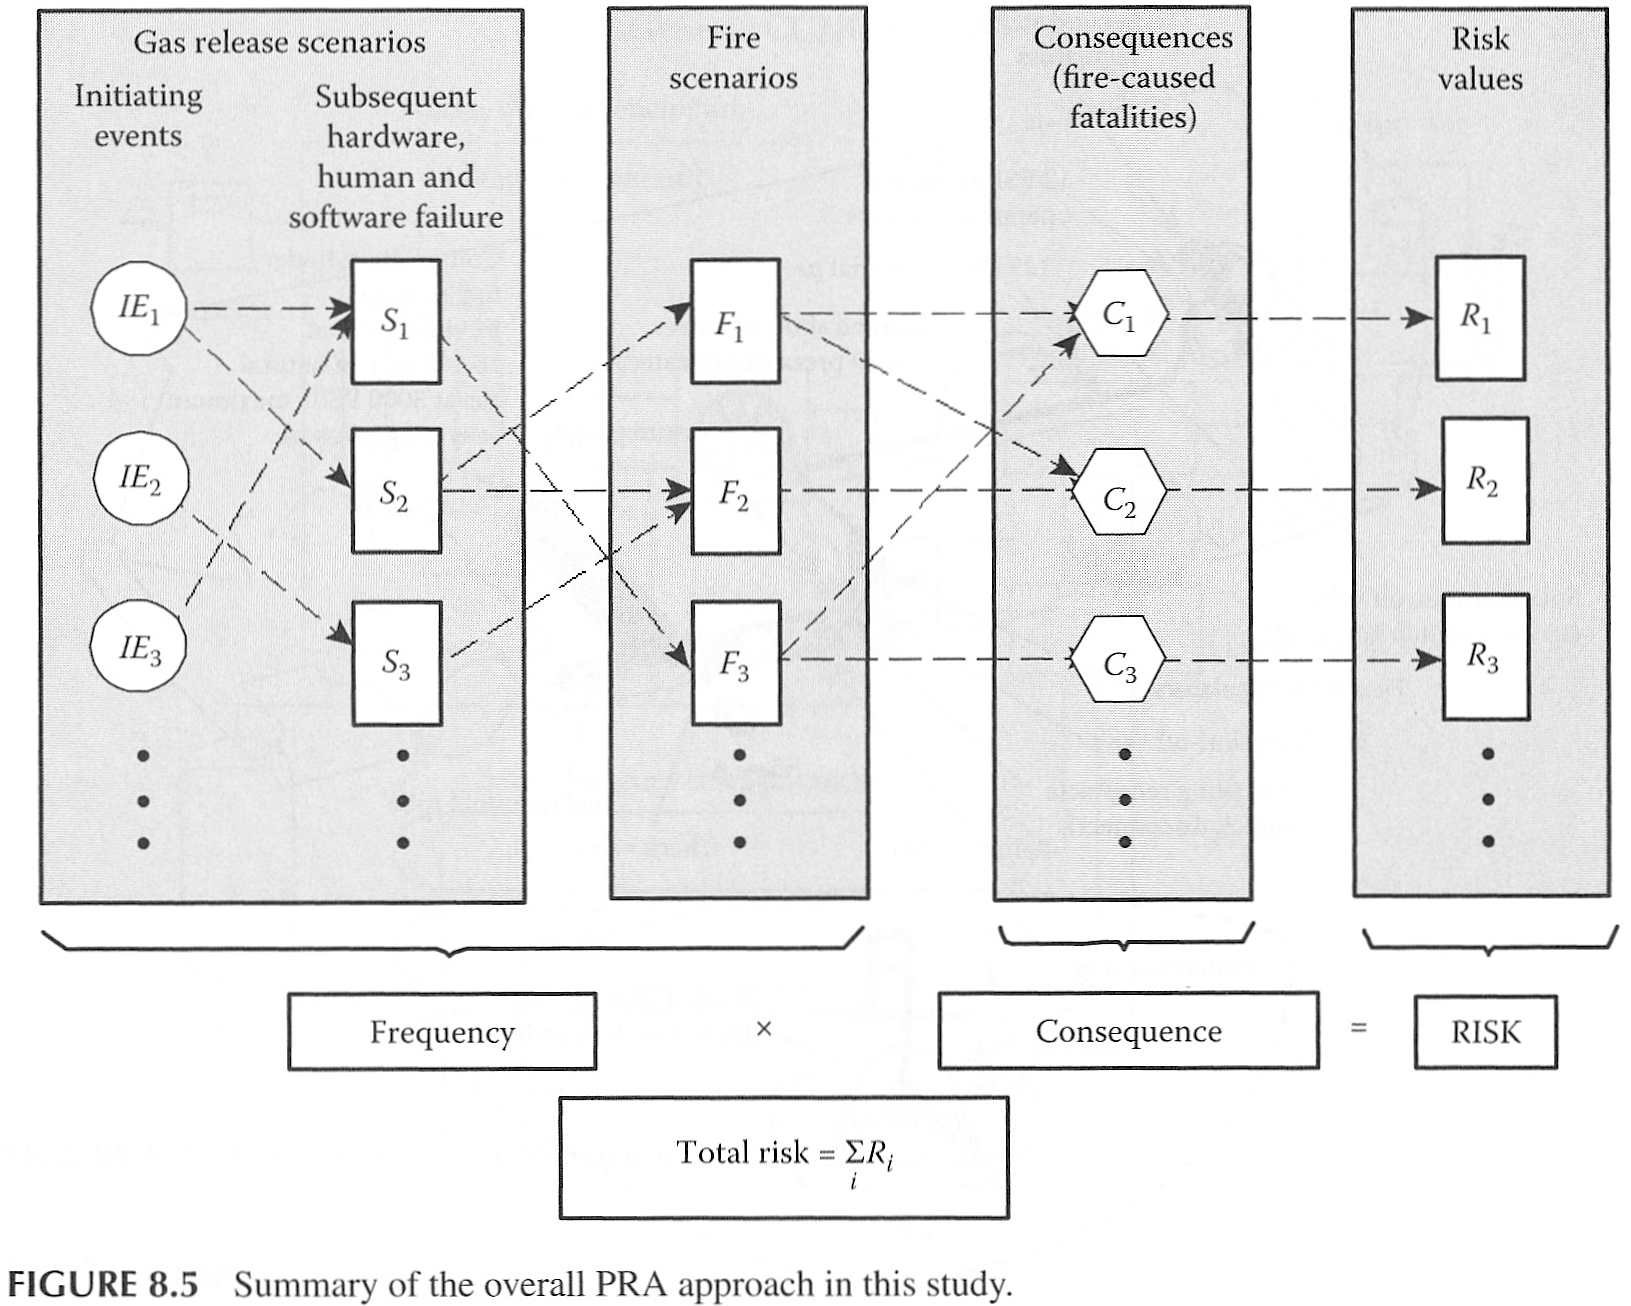 Gas release scenarios
Initiating
events
Subsequent
hardware,
human and
software failure
Fire
scenarios
Consequences
(fire-caused
fatalities)
Risk
values
IE1
S1
F1
C1
R1
IE2
S2
F2
C2
R2
IE3
S3
F3
C3
R3
Frequency
×
Consequence
=
RISK
Total risk = ΣRi
i
FIGURE 8.5 Summary of the overall PRA approach in this study.